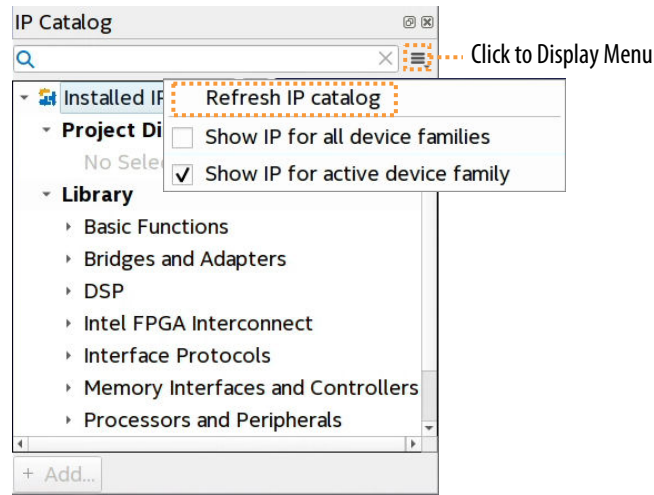 IP Catalog
Click to Display Menu
Installed IP
Refresh IP catalog
Project Di
Show IP for all device families
No Sele
Show IP for active device family
Library
Basic Functions
Bridges and Adapters
DSP
Intel FPGA Interconnect
Interface Protocols
Memory Interfaces and Controllers
Processors and Peripherals
+ Add...